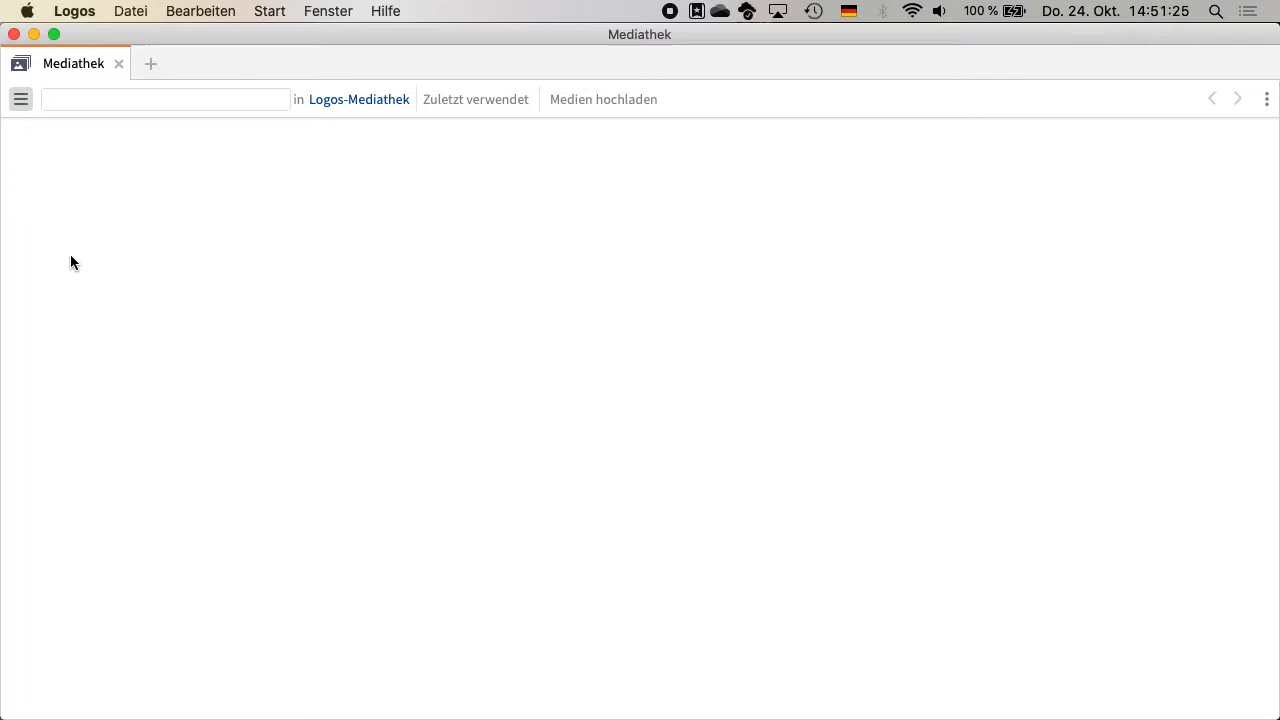 Logos Datei Bearbeiten Start Fenster Hilfe 100 % Do. 24. Okt. 14:51:25
Mediathek
Mediathek
in Logos-Mediathek Zuletzt verwendet Medien hochladen